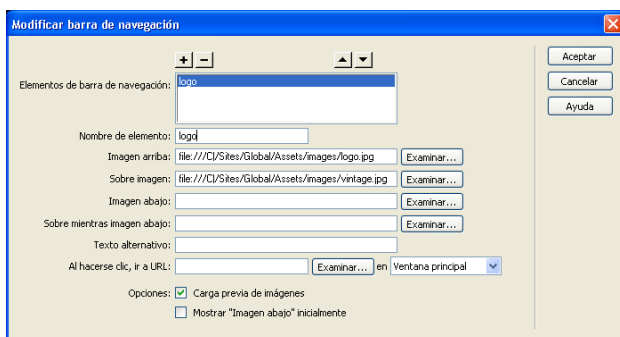 Modificar barra de navegación
Aceptar
Elementos de barra de navegación: logo
Cancelar
Ayuda
Nombre de elemento: logo
Imagen arriba: file:///C|/Sites/Global/Assets/images/logo.jpg Examinar...
Sobre imagen: file:///C|/Sites/Global/Assets/images/vintage.jpg Examinar...
Imagen abajo: Examinar...
Sobre mientras imagen abajo: Examinar...
Texto alternativo:
Al hacerse clic, ir a URL: Examinar... en Ventana principal
Opciones: Carga previa de imágenes
Mostrar "Imagen abajo" inicialmente